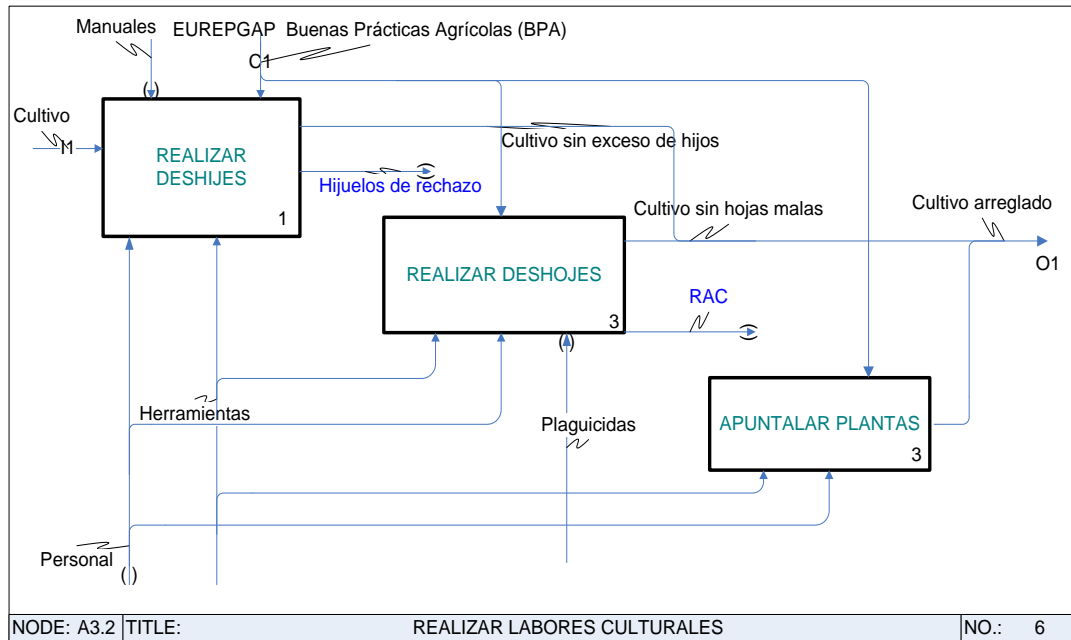 Manuales
EUREPGAP Buenas Prácticas Agrícolas (BPA)
C1
( )
Cultivo
I1
REALIZAR
DESHIJES
1
Cultivo sin exceso de hijos
Hijuelos de rechazo
( )
Cultivo sin hojas malas
Cultivo arreglado
O1
REALIZAR DESHOJES
3
RAC
( )
( )
Herramientas
Plaguicidas
APUNTALAR PLANTAS
3
Personal
( )
NODE: A3.2 TITLE: REALIZAR LABORES CULTURALES NO.: 6